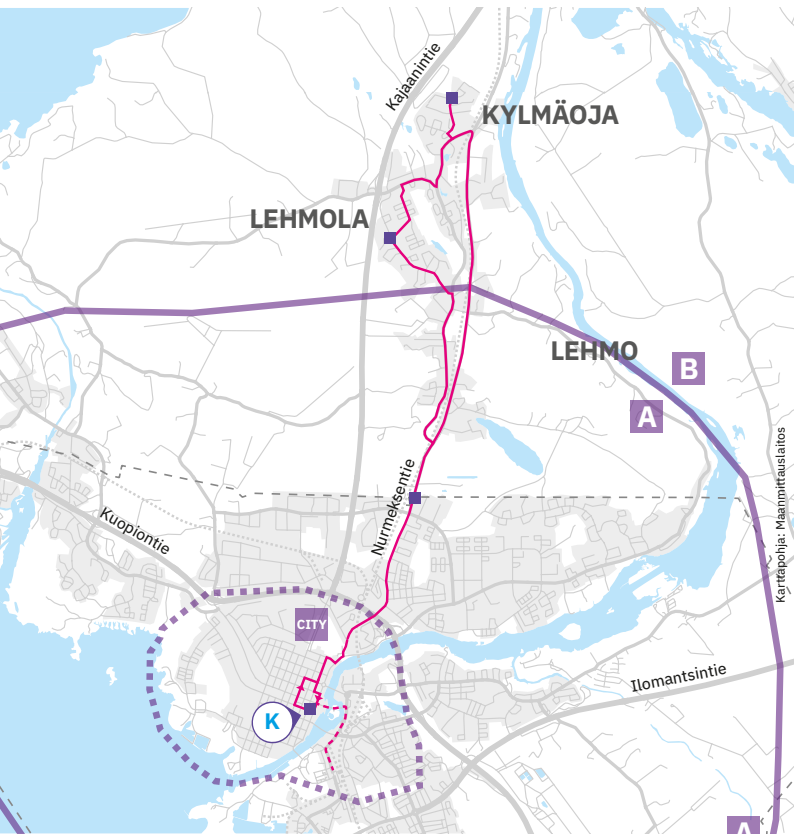 Kajaanintie
KYLMÄOJA
LEHMOLA
LEHMO
B
A
Nurmeksentie
Kuopiontie
Karttapohja: Maanmittauslaitos
CITY
Ilomantsintie
K
A